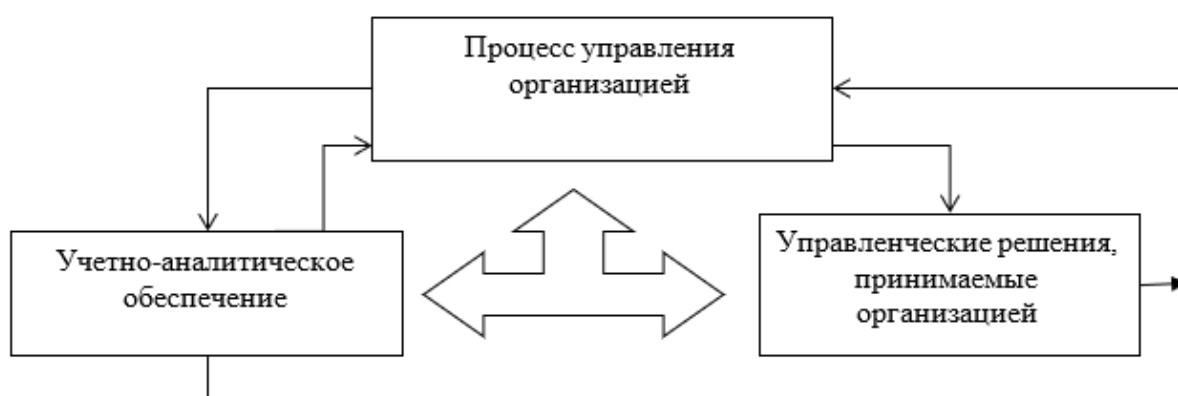 Процесс управления
организацией
Учетно-аналитическое
обеспечение
Управленческие решения,
принимаемые
организацией